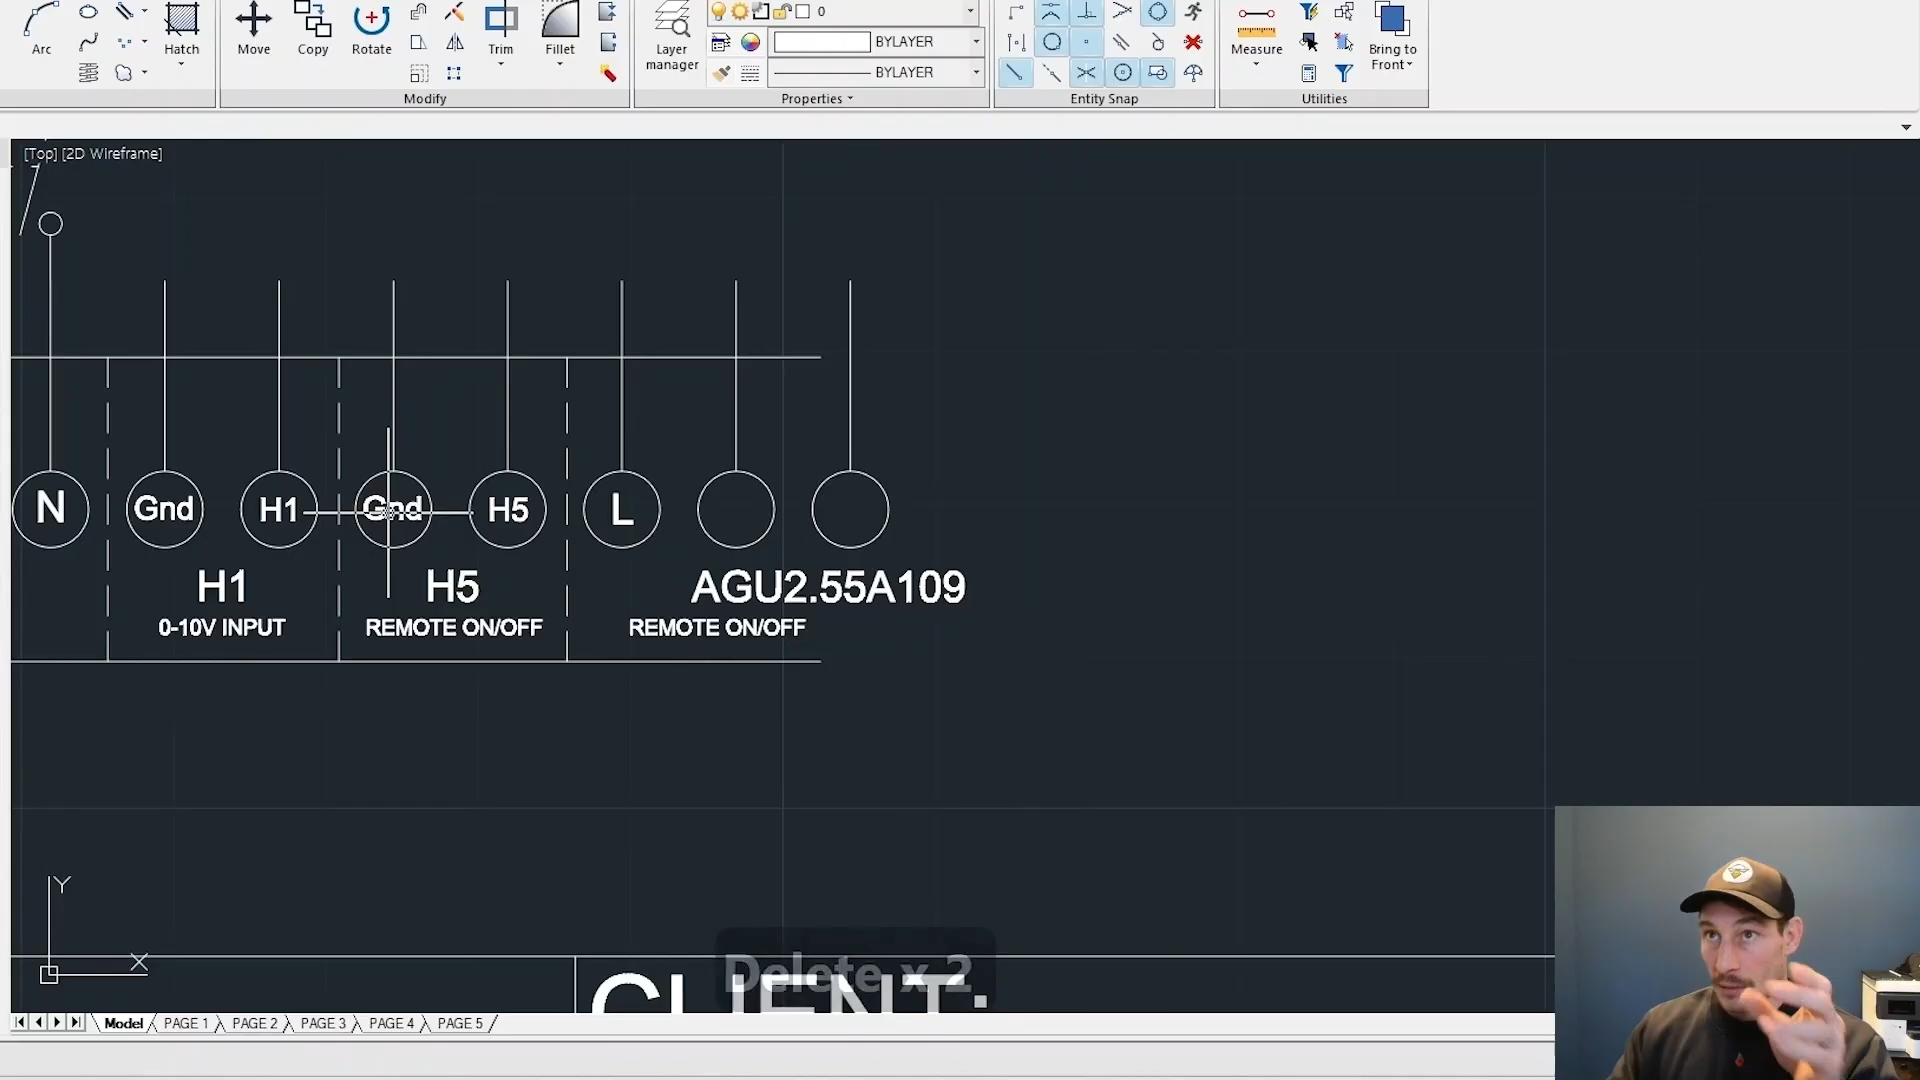 Arc
Hatch
Move
Copy
Rotate
Trim
Fillet
Modify
Layer
manager
0
BYLAYER
BYLAYER
Properties
Entity Snap
Measure
Bring to
Front
Utilities
[Top] [2D Wireframe]
N
Gnd
H1
Gnd
H5
L
H1
H5
AGU2.55A109
0-10V INPUT
REMOTE ON/OFF
REMOTE ON/OFF
Y
X
CLIENT:
Delete x 2
Model
PAGE 1
PAGE 2
PAGE 3
PAGE 4
PAGE 5